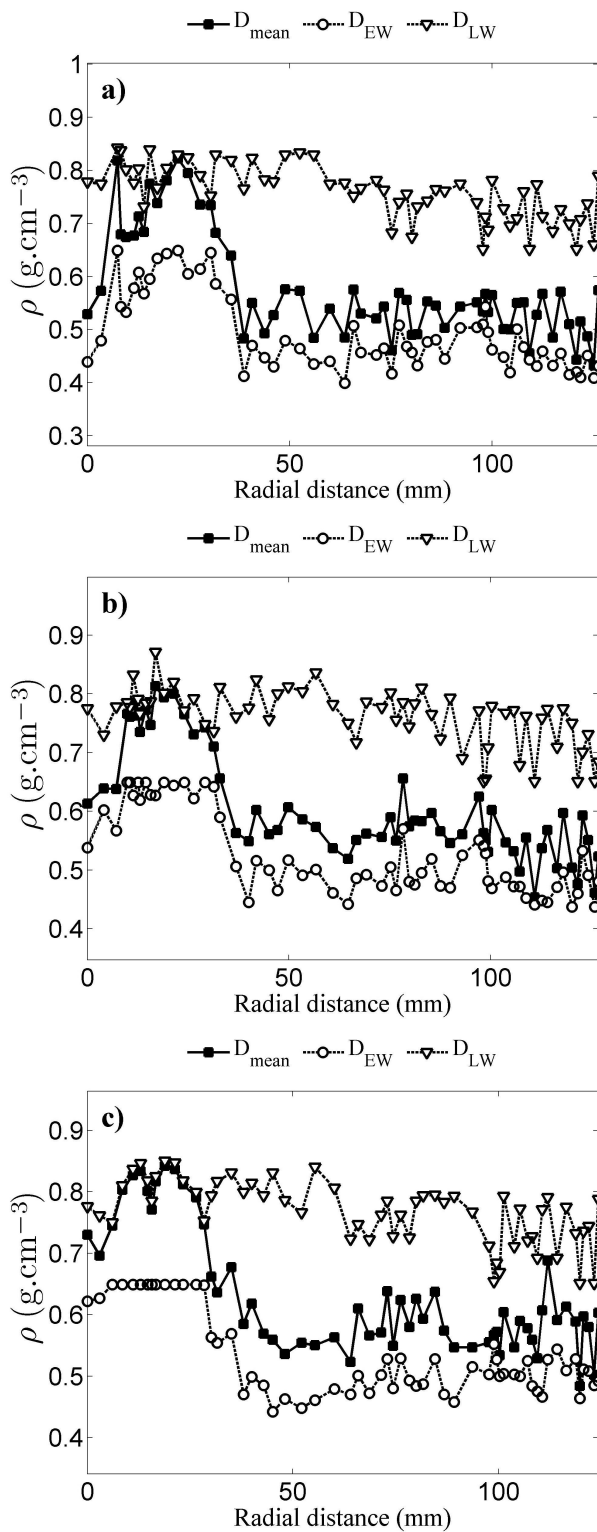 D_mean D_EW D_LW
a)
1
0.9
0.8
0.7
0.6
0.5
0.4
0.3
ρ (g.cm⁻³)
0 50 100
Radial distance (mm)
D_mean D_EW D_LW
b)
0.9
0.8
0.7
0.6
0.5
0.4
ρ (g.cm⁻³)
0 50 100
Radial distance (mm)
D_mean D_EW D_LW
c)
0.9
0.8
0.7
0.6
0.5
0.4
ρ (g.cm⁻³)
0 50 100
Radial distance (mm)